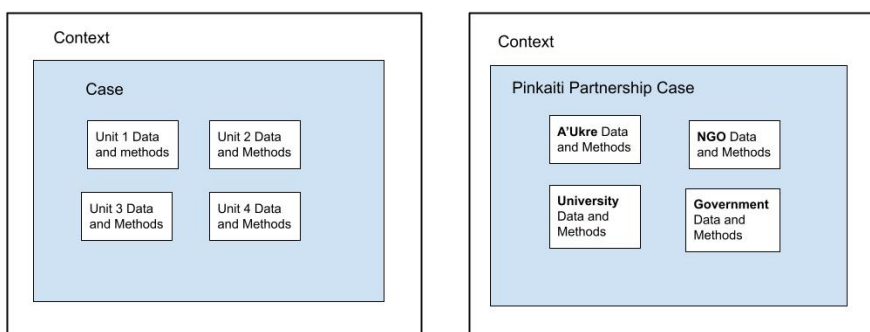 Context
Case
Unit 1 Data
and methods
Unit 2 Data
and Methods
Unit 3 Data
and Methods
Unit 4 Data
and Methods
Context
Pinkaiti Partnership Case
A'Ukre Data
and Methods
NGO Data
and Methods
University
Data and
Methods
Government
Data and
Methods